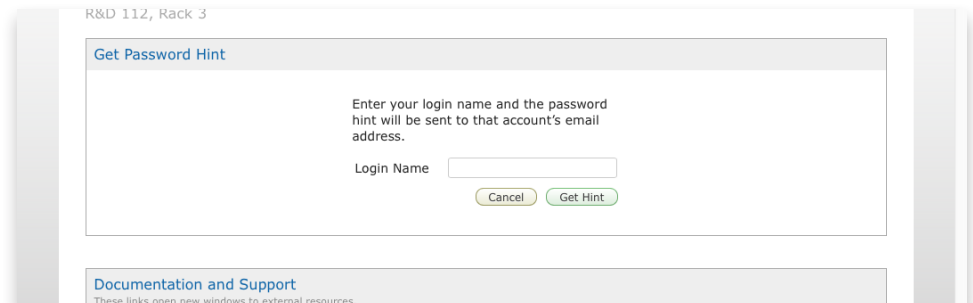 R&D 112, Rack 3
Get Password Hint
Enter your login name and the password
hint will be sent to that account's email
address.
Login Name
Cancel Get Hint
Documentation and Support
These links open new windows to external resources